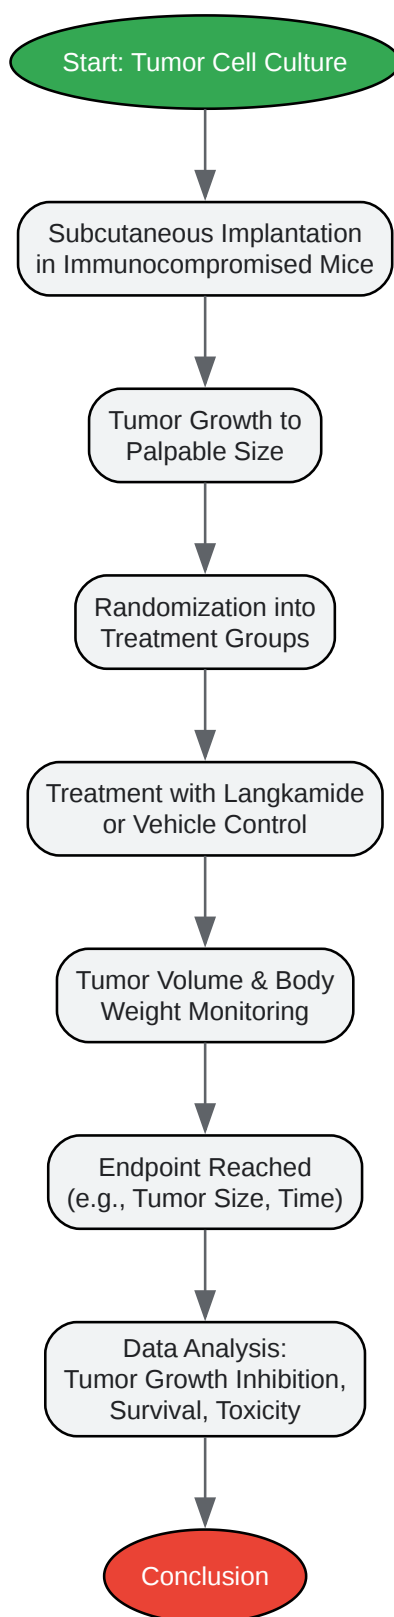 Start: Tumor Cell Culture
Subcutaneous Implantation
in Immunocompromised Mice
Tumor Growth to
Palpable Size
Randomization into
Treatment Groups
Treatment with Langkamide
or Vehicle Control
Tumor Volume & Body
Weight Monitoring
Endpoint Reached
(e.g., Tumor Size, Time)
Data Analysis:
Tumor Growth Inhibition,
Survival, Toxicity
Conclusion